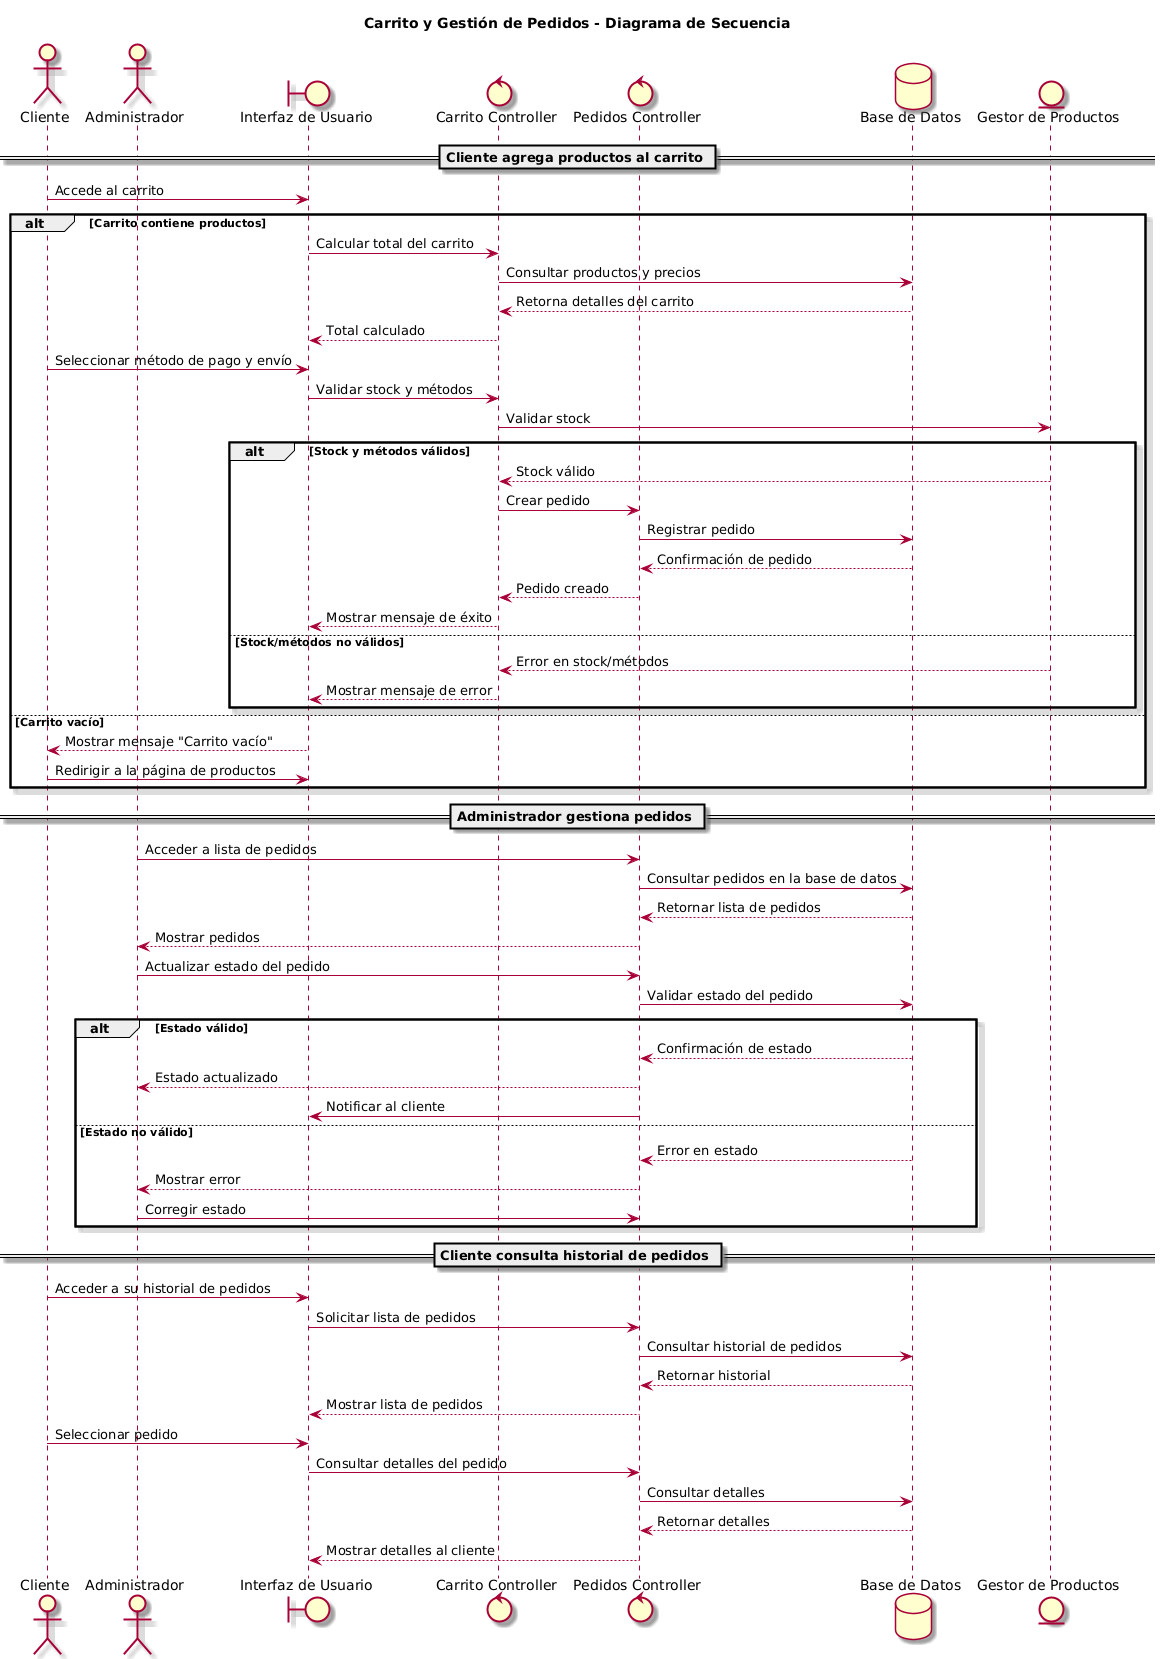 Carrito y Gestión de Pedidos - Diagrama de Secuencia
Cliente Administrador Interfaz de Usuario Carrito Controller Pedidos Controller Base de Datos Gestor de Productos
Cliente agrega productos al carrito
Accede al carrito
alt [Carrito contiene productos]
Calcular total del carrito
Consultar productos y precios
Retorna detalles del carrito
Total calculado
Seleccionar método de pago y envío
Validar stock y métodos
Validar stock
alt [Stock y métodos válidos]
Stock válido
Crear pedido
Registrar pedido
Confirmación de pedido
Pedido creado
Mostrar mensaje de éxito
[Stock/métodos no válidos]
Error en stock/métodos
Mostrar mensaje de error
[Carrito vacío]
Mostrar mensaje "Carrito vacío"
Redirigir a la página de productos
Administrador gestiona pedidos
Acceder a lista de pedidos
Consultar pedidos en la base de datos
Retornar lista de pedidos
Mostrar pedidos
Actualizar estado del pedido
Validar estado del pedido
alt [Estado válido]
Confirmación de estado
Estado actualizado
Notificar al cliente
[Estado no válido]
Error en estado
Mostrar error
Corregir estado
Cliente consulta historial de pedidos
Acceder a su historial de pedidos
Solicitar lista de pedidos
Consultar historial de pedidos
Retornar historial
Mostrar lista de pedidos
Seleccionar pedido
Consultar detalles del pedido
Consultar detalles
Retornar detalles
Mostrar detalles al cliente
Cliente Administrador Interfaz de Usuario Carrito Controller Pedidos Controller Base de Datos Gestor de Productos